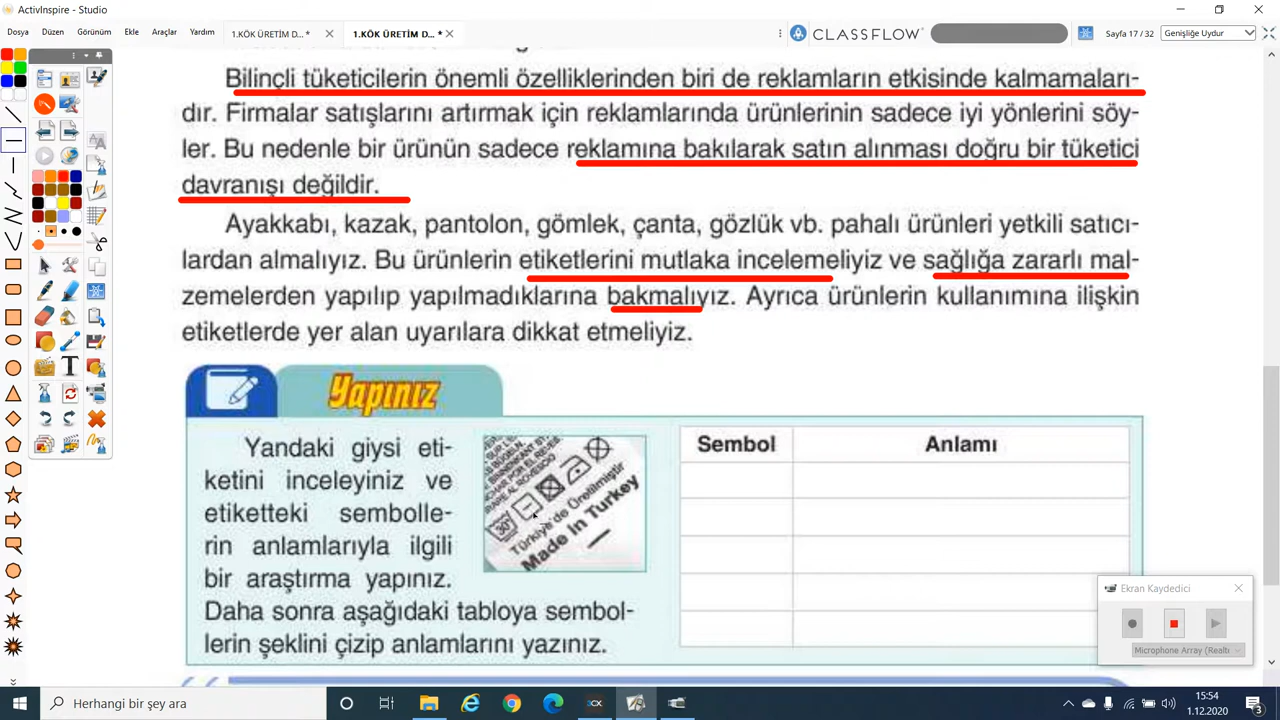 ActivInspire - Studio
Dosya Düzen Görünüm Ekle Araçlar Yardım
1.KÖK ÜRETİM D... *
1.KÖK ÜRETİM D... *
CLASSFLOW
Sayfa 17 / 32
Genişliğe Uydur
Bilinçli tüketicilerin önemli özelliklerinden biri de reklamların etkisinde kalmamaları-
dır. Firmalar satışlarını artırmak için reklamlarında ürünlerinin sadece iyi yönlerini söy-
ler. Bu nedenle bir ürünün sadece reklamına bakılarak satın alınması doğru bir tüketici
davranışı değildir.
Ayakkabı, kazak, pantolon, gömlek, çanta, gözlük vb. pahalı ürünleri yetkili satıcı-
lardan almalıyız. Bu ürünlerin etiketlerini mutlaka incelemeliyiz ve sağlığa zararlı mal-
zemelerden yapılıp yapılmadıklarına bakmalıyız. Ayrıca ürünlerin kullanımına ilişkin
etiketlerde yer alan uyarılara dikkat etmeliyiz.
Yapınız
Yandaki giysi eti-
ketini inceleyiniz ve
etiketteki semboll-
rin anlamlarıyla ilgili
bir araştırma yapınız.
Daha sonra aşağıdaki tabloya sembol-
lerin şeklini çizip anlamlarını yazınız.
30°
Türkiye'de Üretilmiştir
Made in Turkey
Sembol Anlamı
Ekran Kaydedici
Microphone Array (Realte
Herhangi bir şey ara
15:54
1.12.2020
3